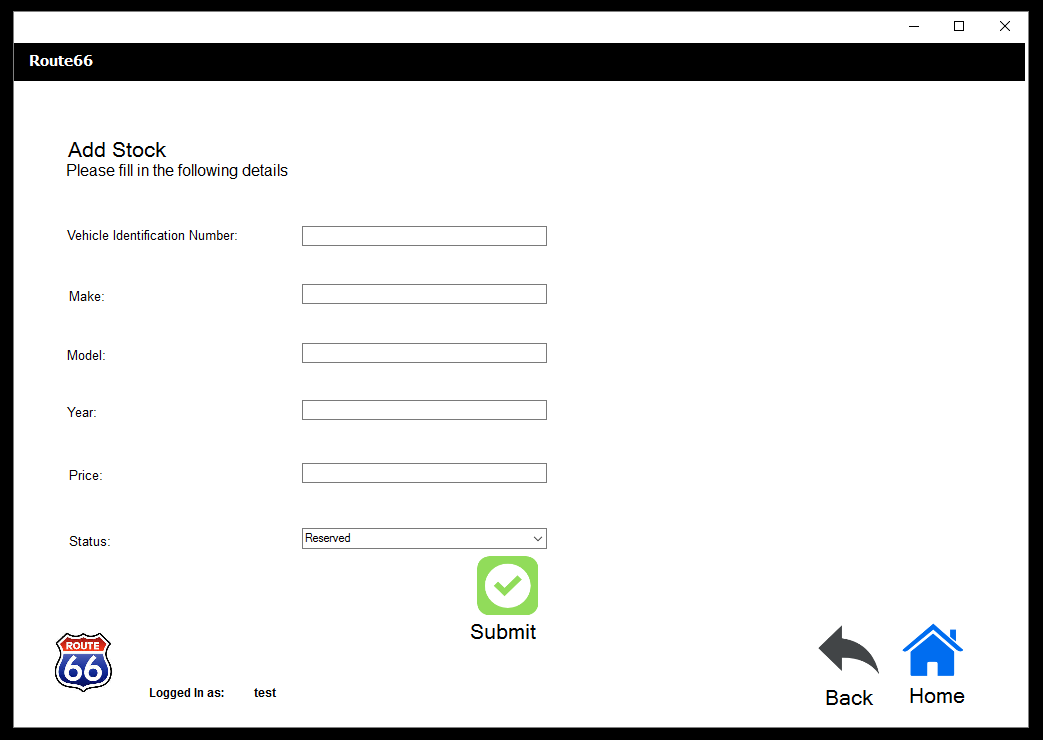 Route66
Add Stock
Please fill in the following details
Vehicle Identification Number:
Make:
Model:
Year:
Price:
Status:
Reserved
Submit
ROUTE
66
Logged In as: test
Back
Home